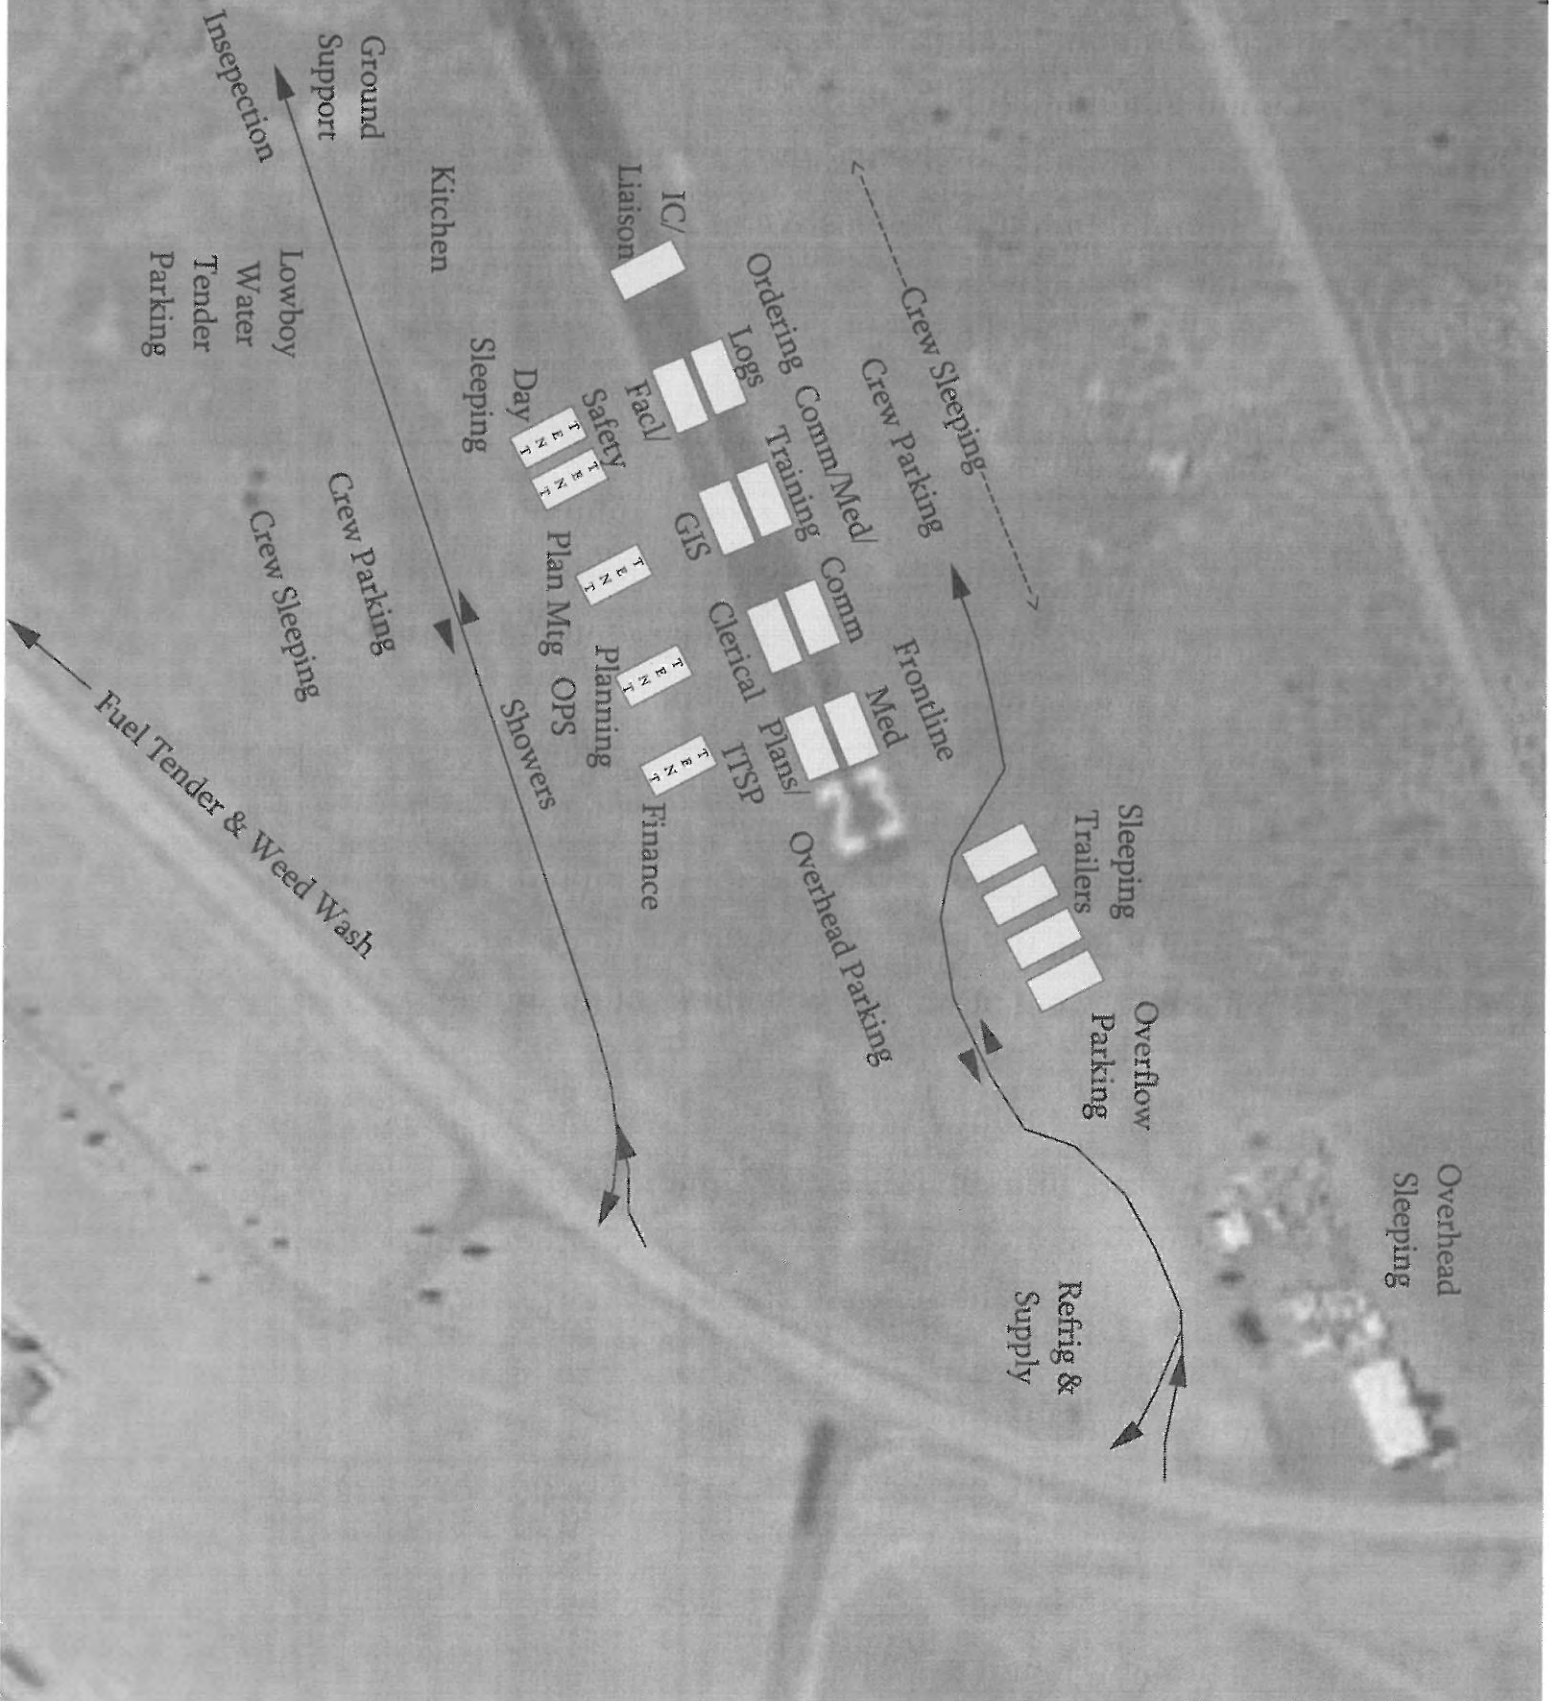 Overhead
Sleeping
Overflow
Parking
Sleeping
Trailers
Refrig &
Supply
<-----Crew Sleeping----->
Crew Parking
Frontline
Comm/Med/
Ordering
Med
Comm
Training
Logs
IC/
Liaison
Facl/
GIS
Clerical
Plans/
ITSP
23
Overhead Parking
Safety
Day
Sleeping
TENT
TENT
TENT
TENT
TENT
Plan Mtg
OPS
Planning
Finance
Showers
Kitchen
Ground
Support
Insepection
Lowboy
Water
Tender
Parking
Crew Parking
Crew Sleeping
Fuel Tender & Weed Wash